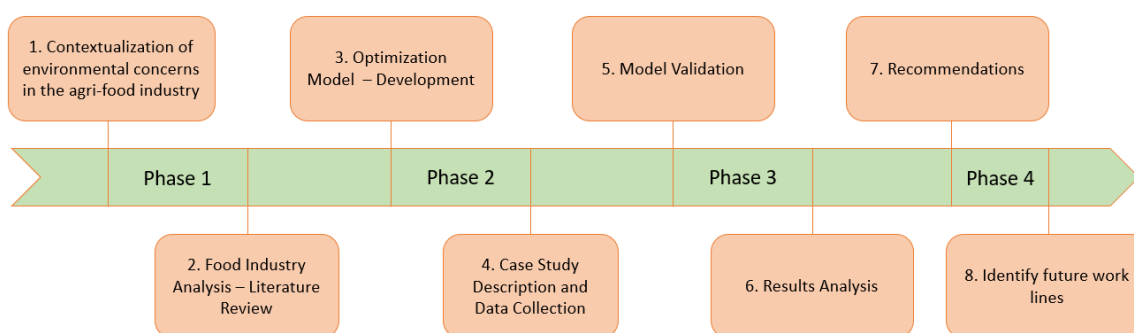 1. Contextualization of
environmental concerns
in the agri-food industry
3. Optimization
Model – Development
5. Model Validation
7. Recommendations
Phase 1
Phase 2
Phase 3
Phase 4
2. Food Industry
Analysis – Literature
Review
4. Case Study
Description and
Data Collection
6. Results Analysis
8. Identify future work
lines